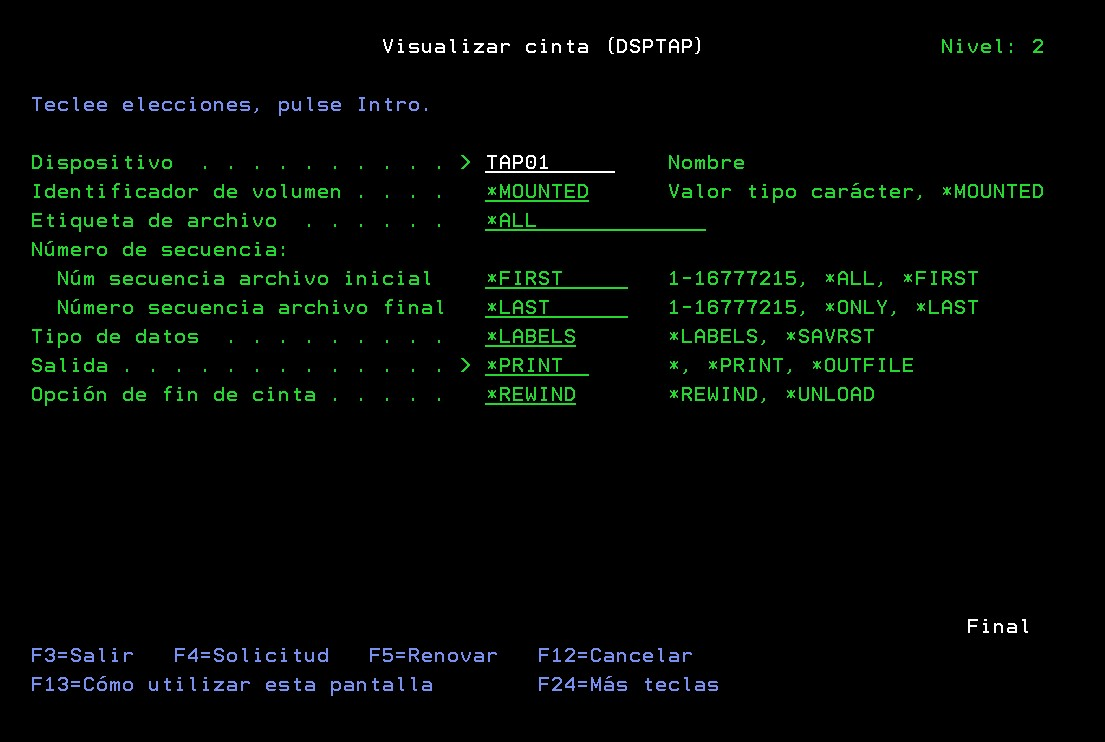 Visualizar cinta (DSPTAP) Nivel: 2
Teclee elecciones, pulse Intro.
Dispositivo . . . . . . . . . . > TAP01 Nombre
Identificador de volumen . . . . *MOUNTED Valor tipo carácter, *MOUNTED
Etiqueta de archivo . . . . . . *ALL
Número de secuencia:
Núm secuencia archivo inicial *FIRST 1-16777215, *ALL, *FIRST
Número secuencia archivo final *LAST 1-16777215, *ONLY, *LAST
Tipo de datos . . . . . . . . . *LABELS *LABELS, *SAVRST
Salida . . . . . . . . . . . . . > *PRINT *, *PRINT, *OUTFILE
Opción de fin de cinta . . . . . *REWIND *REWIND, *UNLOAD
Final
F3=Salir F4=Solicitud F5=Renovar F12=Cancelar
F13=Cómo utilizar esta pantalla F24=Más teclas